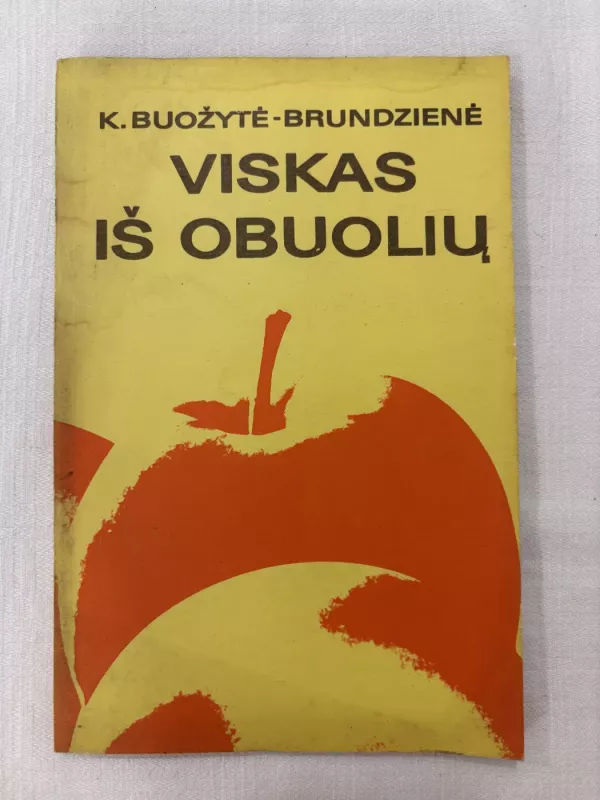 K. BUOŽYTĖ-BRUNDZIENĖ
VISKAS
IŠ OBUOLIŲ